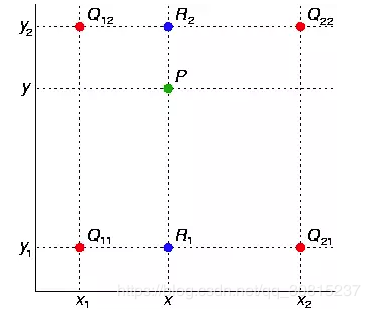 y₂ Q₁₂ R₂ Q₂₂
y P
y₁ Q₁₁ R₁ Q₂₁
x₁ x x₂